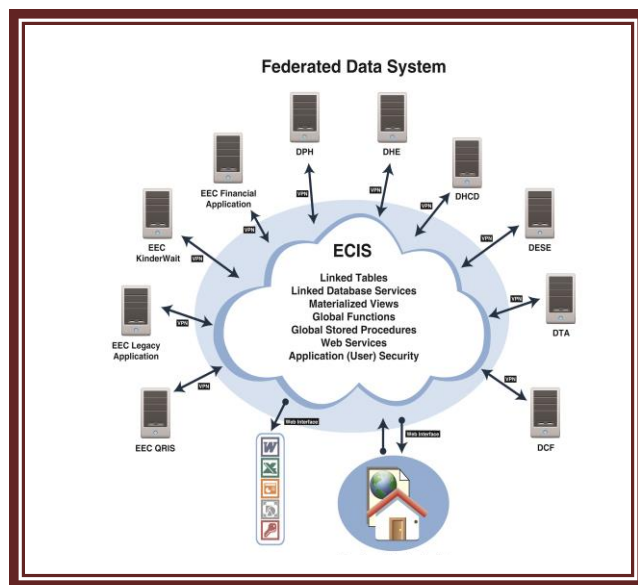 Federated Data System
DPH
DHE
EEC Financial
Application
DHCD
EEC
KinderWait
DESE
EEC Legacy
Application
DTA
EEC QRIS
DCF
VPN
VPN
VPN
VPN
VPN
VPN
VPN
VPN
VPN
VPN
ECIS
Linked Tables
Linked Database Services
Materialized Views
Global Functions
Global Stored Procedures
Web Services
Application (User) Security
Web Interface
Web Interface
W
X